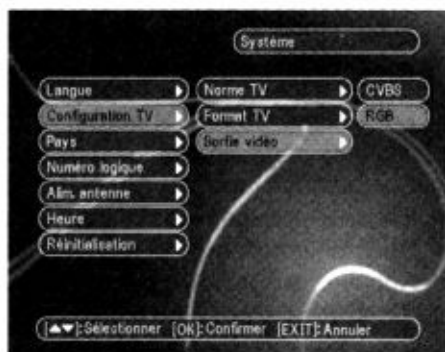 Système
Langue
Configuration TV
Pays
Numéro logique
Alim. antenne
Heure
Réinitialisation
Norme TV
Format TV
Sortie vidéo
CVBS
RGB
[▲▼]:Sélectionner [OK]:Confirmer [EXIT]:Annuler